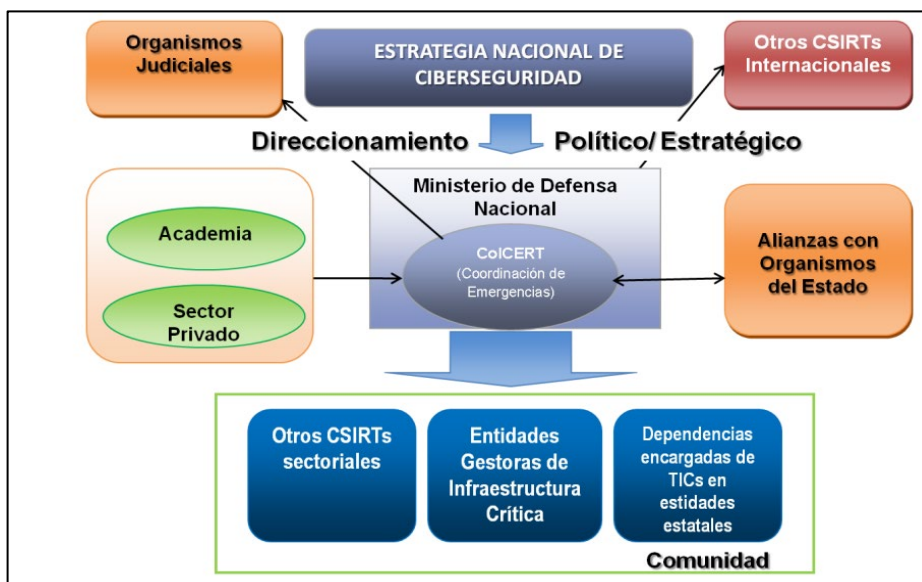 Organismos
Judiciales
ESTRATEGIA NACIONAL DE
CIBERSEGURIDAD
Otros CSIRTs
Internacionales
Direccionamiento
Político/ Estratégico
Ministerio de Defensa
Nacional
Academia
Sector
Privado
ColCERT
(Coordinación de
Emergencias)
Alianzas con
Organismos
del Estado
Otros CSIRTs
sectoriales
Entidades
Gestoras de
Infraestructura
Crítica
Dependencias
encargadas de
TICs en
estidades
estatales
Comunidad